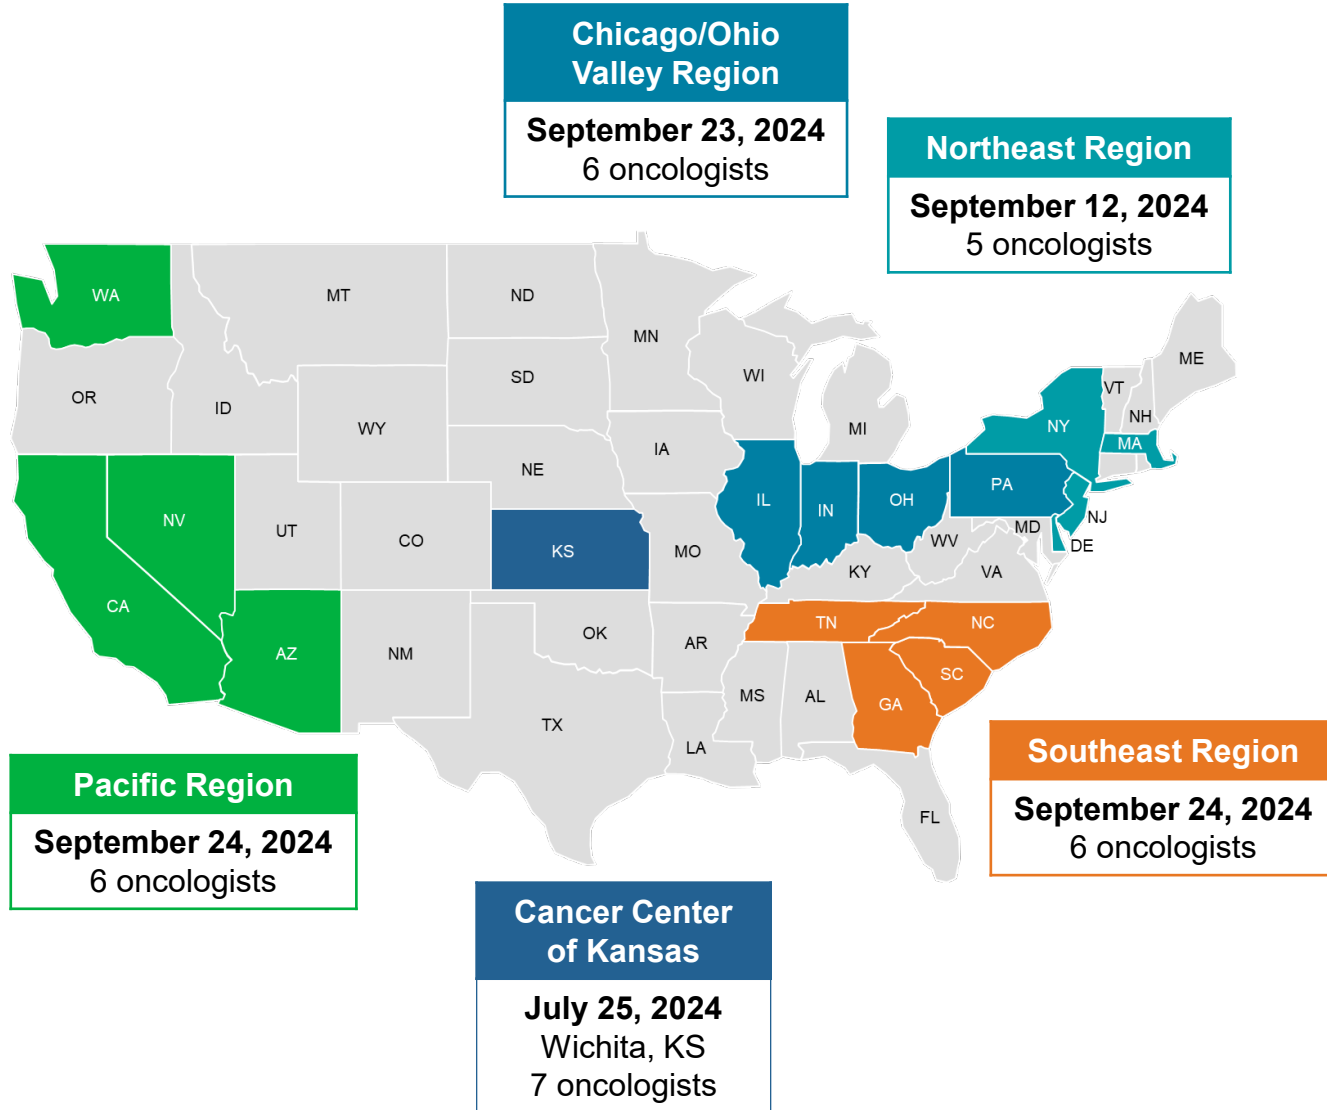 Chicago/Ohio
Valley Region
September 23, 2024
6 oncologists
Northeast Region
September 12, 2024
5 oncologists
WA
MT
ND
MN
ME
SD
WI
VT
OR
ID
MI
NH
WY
NY
MA
IA
NE
PA
IL
IN
OH
NV
UT
CO
KS
MO
WV
MD
NJ
DE
KY
VA
CA
TN
NC
OK
AR
AZ
NM
SC
MS
AL
GA
TX
LA
FL
Pacific Region
September 24, 2024
6 oncologists
Southeast Region
September 24, 2024
6 oncologists
Cancer Center
of Kansas
July 25, 2024
Wichita, KS
7 oncologists